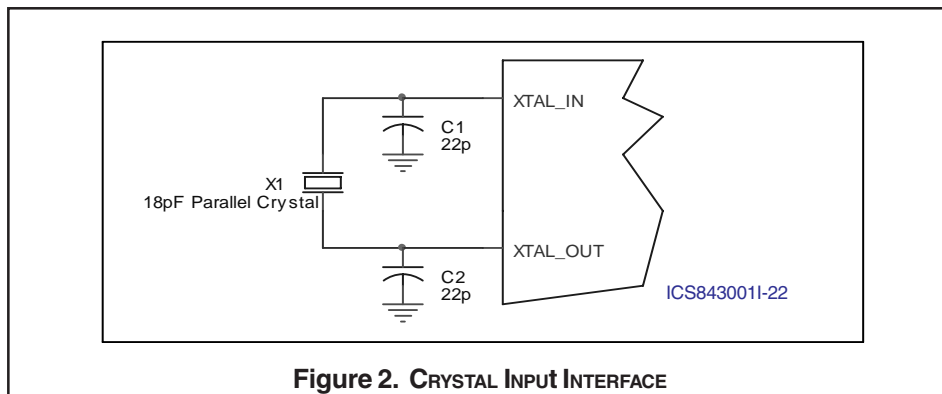 XTAL_IN
C1
22p
X1
18pF Parallel Crystal
XTAL_OUT
C2
22p
ICS843001I-22
Figure 2. CRYSTAL INPUt INTERFACE